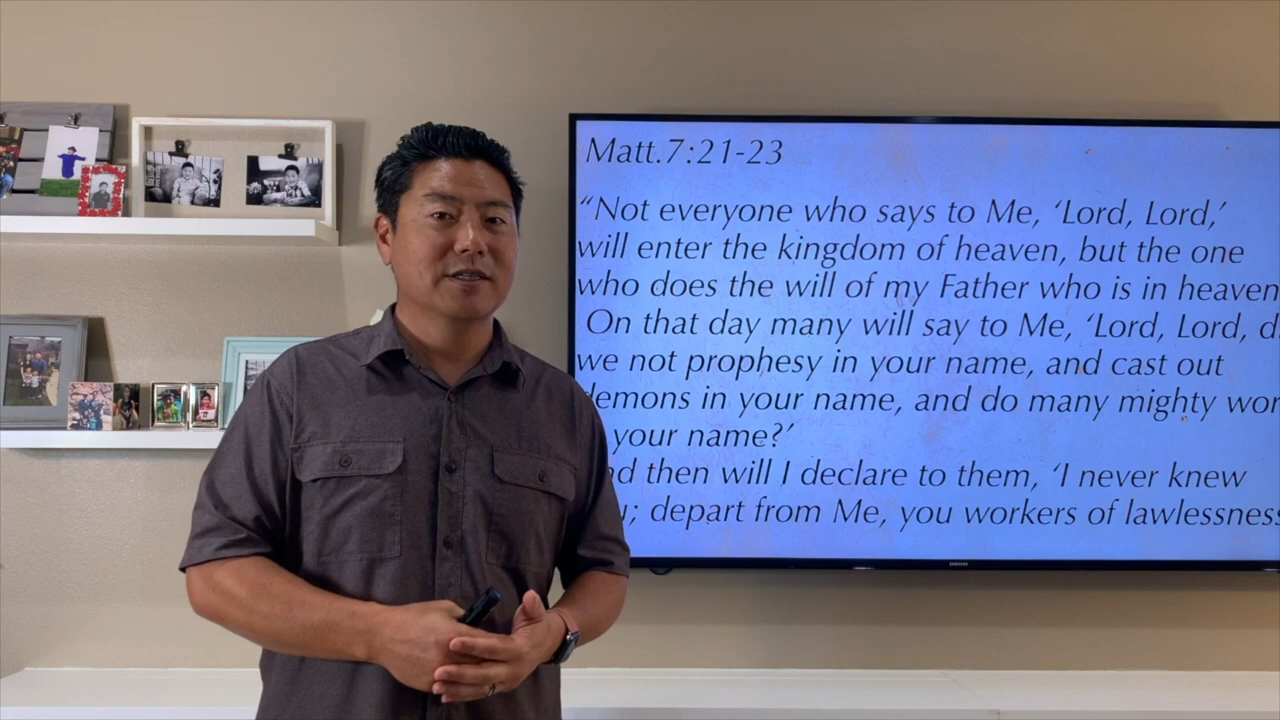 Matt.7:21-23
“Not everyone who says to Me, ‘Lord, Lord,’
will enter the kingdom of heaven, but the one
who does the will of my Father who is in heaven
On that day many will say to Me, ‘Lord, Lord, d
we not prophesy in your name, and cast out
demons in your name, and do many mighty wor
your name?’
nd then will I declare to them, ‘I never knew
u; depart from Me, you workers of lawlessness
SAMSUNG